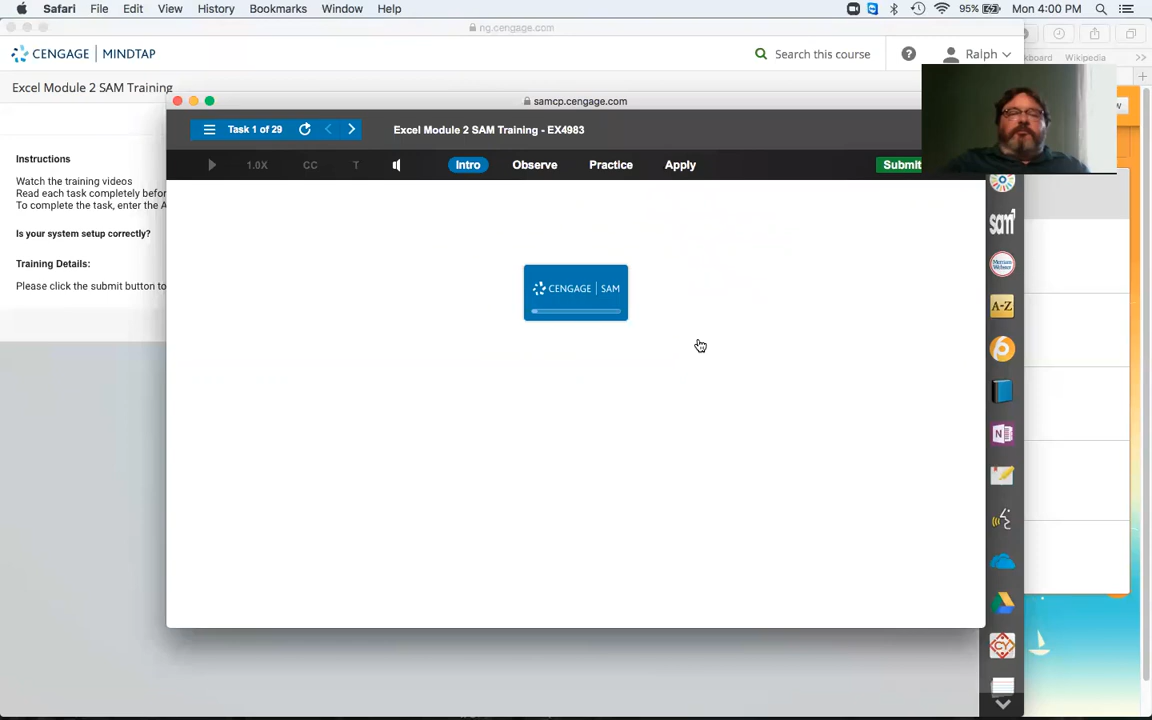 Safari File Edit View History Bookmarks Window Help 95% Mon 4:00 PM
ng.cengage.com
CENGAGE | MINDTAP Search this course ? Ralph
kboard Wikipedia >>
Excel Module 2 SAM Training
samcp.cengage.com
Task 1 of 29 Excel Module 2 SAM Training - EX4983
1.0X CC T Intro Observe Practice Apply Submit
Instructions
Watch the training videos
Read each task completely befor
To complete the task, enter the A
Is your system setup correctly?
Training Details:
Please click the submit button to
CENGAGE | SAM
sam
Merriam
Webster
A-Z
N
CY